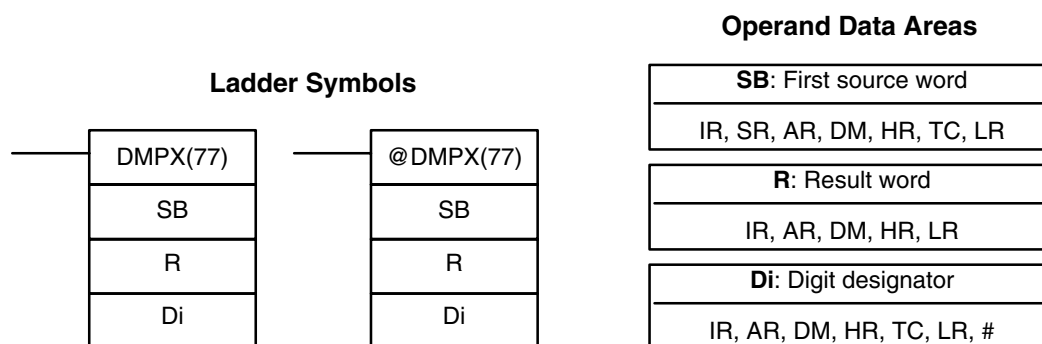 Ladder Symbols
DMPX(77)
SB
R
Di
@DMPX(77)
SB
R
Di
Operand Data Areas
SB: First source word
IR, SR, AR, DM, HR, TC, LR
R: Result word
IR, AR, DM, HR, LR
Di: Digit designator
IR, AR, DM, HR, TC, LR, #